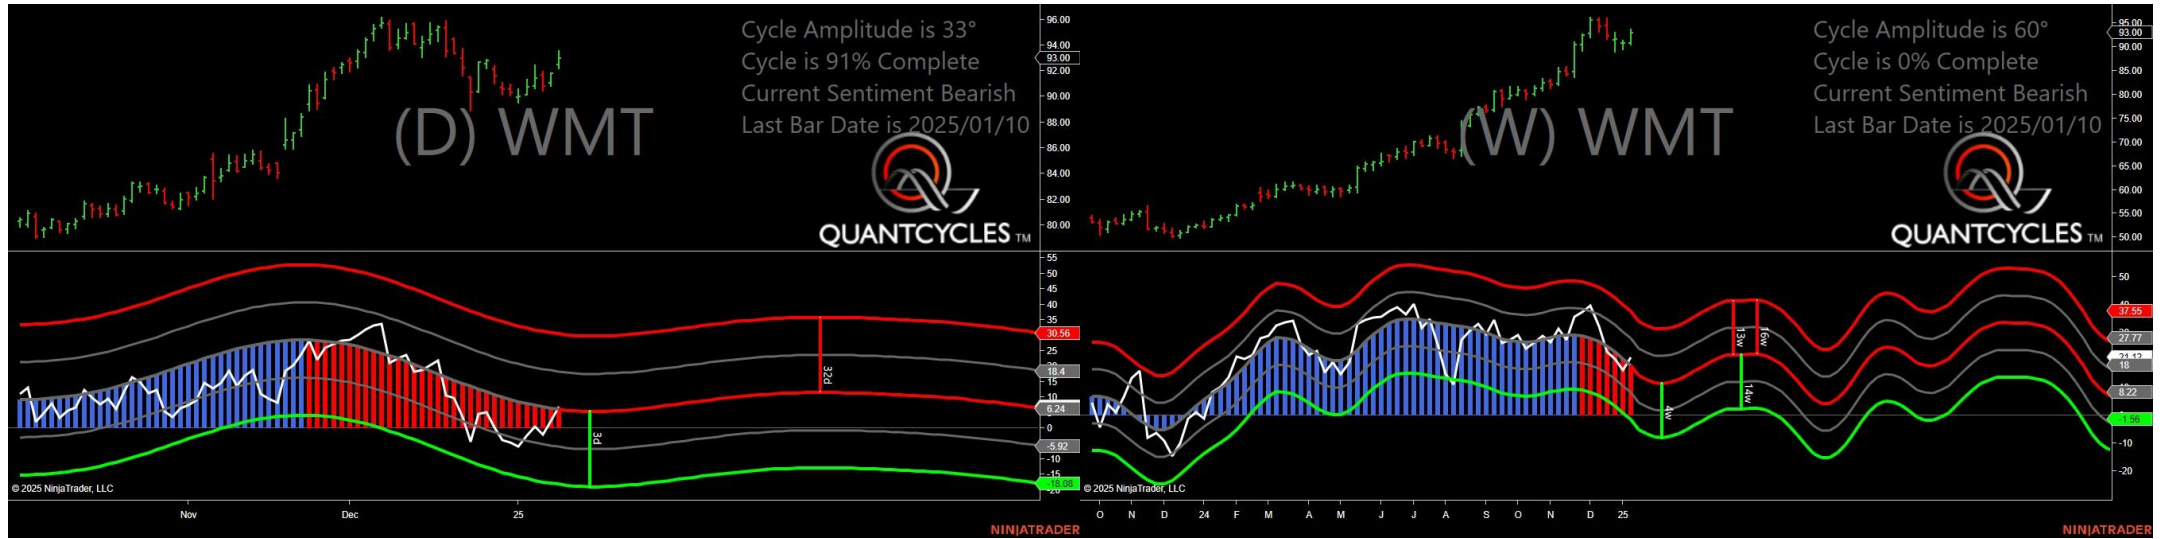 Cycle Amplitude is 33°
Cycle is 91% Complete
Current Sentiment Bearish
Last Bar Date is 2025/01/10
(D) WMT
QUANTCYCLES TM
96.00
94.00
93.00
92.00
90.00
88.00
86.00
84.00
82.00
80.00
55
50
45
40
35
30.56
25
18.4
15
10
6.24
0
-5.92
-10
-15
-18.08
32d
3d
© 2025 NinjaTrader, LLC
Nov Dec 25
NINJATRADER
Cycle Amplitude is 60°
Cycle is 0% Complete
Current Sentiment Bearish
Last Bar Date is 2025/01/10
(W) WMT
QUANTCYCLES TM
95.00
93.00
90.00
85.00
80.00
75.00
70.00
65.00
60.00
55.00
50.00
50
37.55
27.77
21.12
18
8.22
-1.56
-10
-20
13w
16w
14w
4w
© 2025 NinjaTrader, LLC
O N D 24 F M A M J J A S O N D 25
NINJATRADER